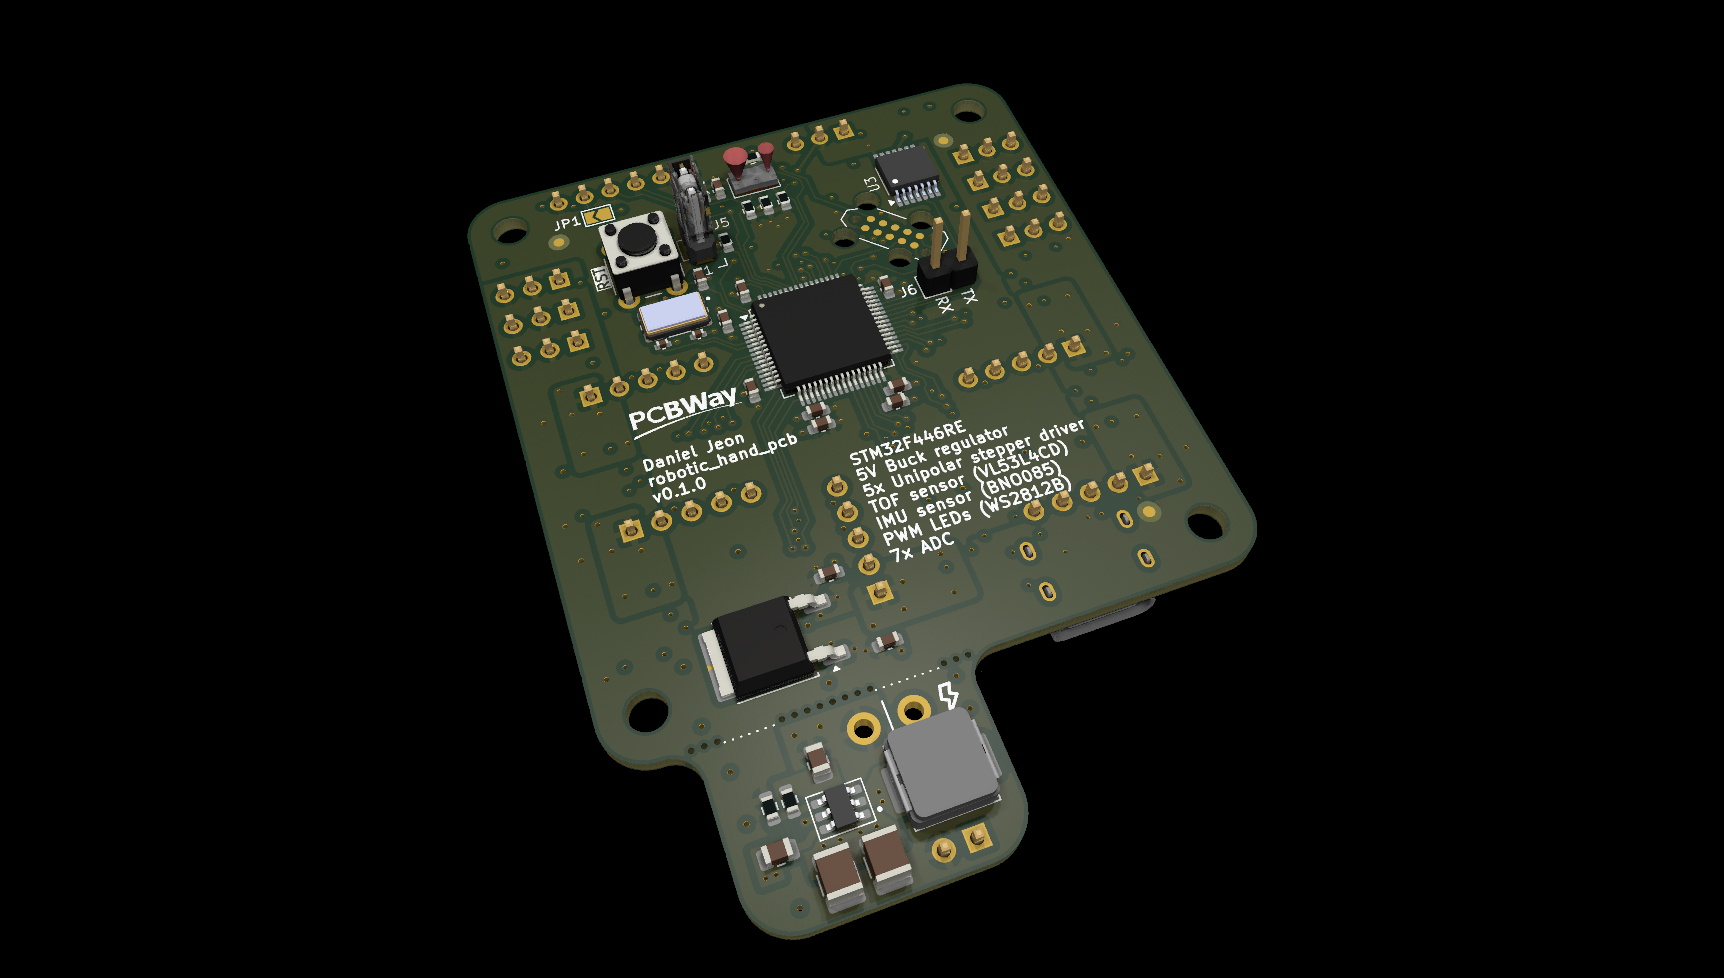 JP1
U3
J5
RST
J6
RX
TX
PCBWay
Daniel Jeon
robotic_hand_pcb
v0.1.0
STM32F446RE
5V Buck regulator
5x Unipolar stepper driver
TOF sensor (VL53L4CD)
IMU sensor (BNO085)
PWM LEDs (WS2812B)
7x ADC